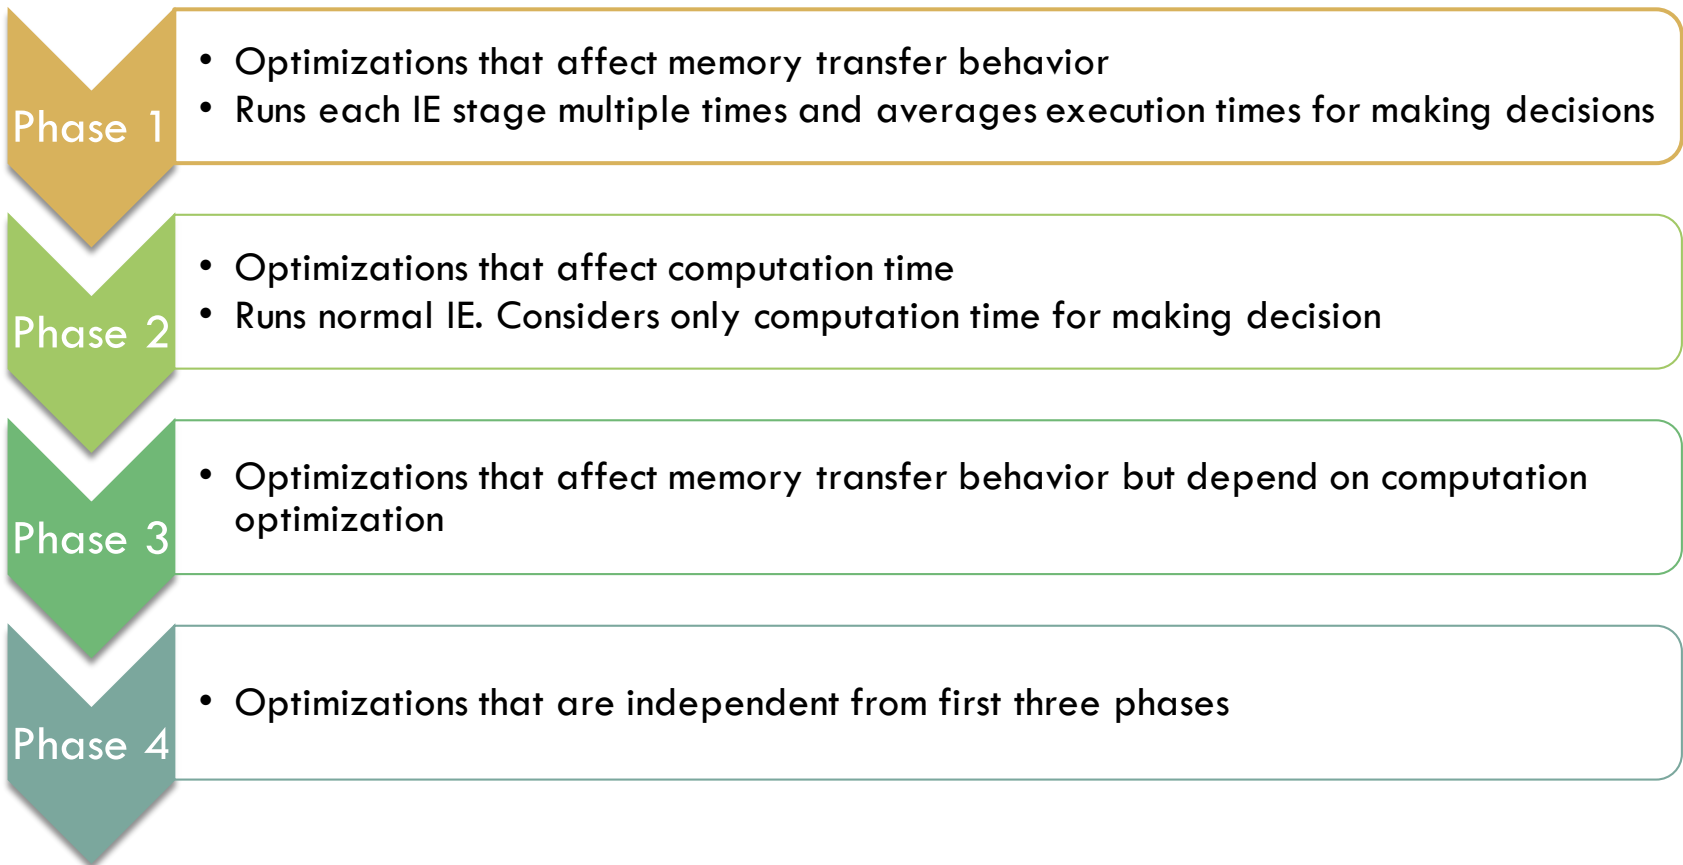 Phase 1
• Optimizations that affect memory transfer behavior
• Runs each IE stage multiple times and averages execution times for making decisions
Phase 2
• Optimizations that affect computation time
• Runs normal IE. Considers only computation time for making decision
Phase 3
• Optimizations that affect memory transfer behavior but depend on computation
optimization
Phase 4
• Optimizations that are independent from first three phases